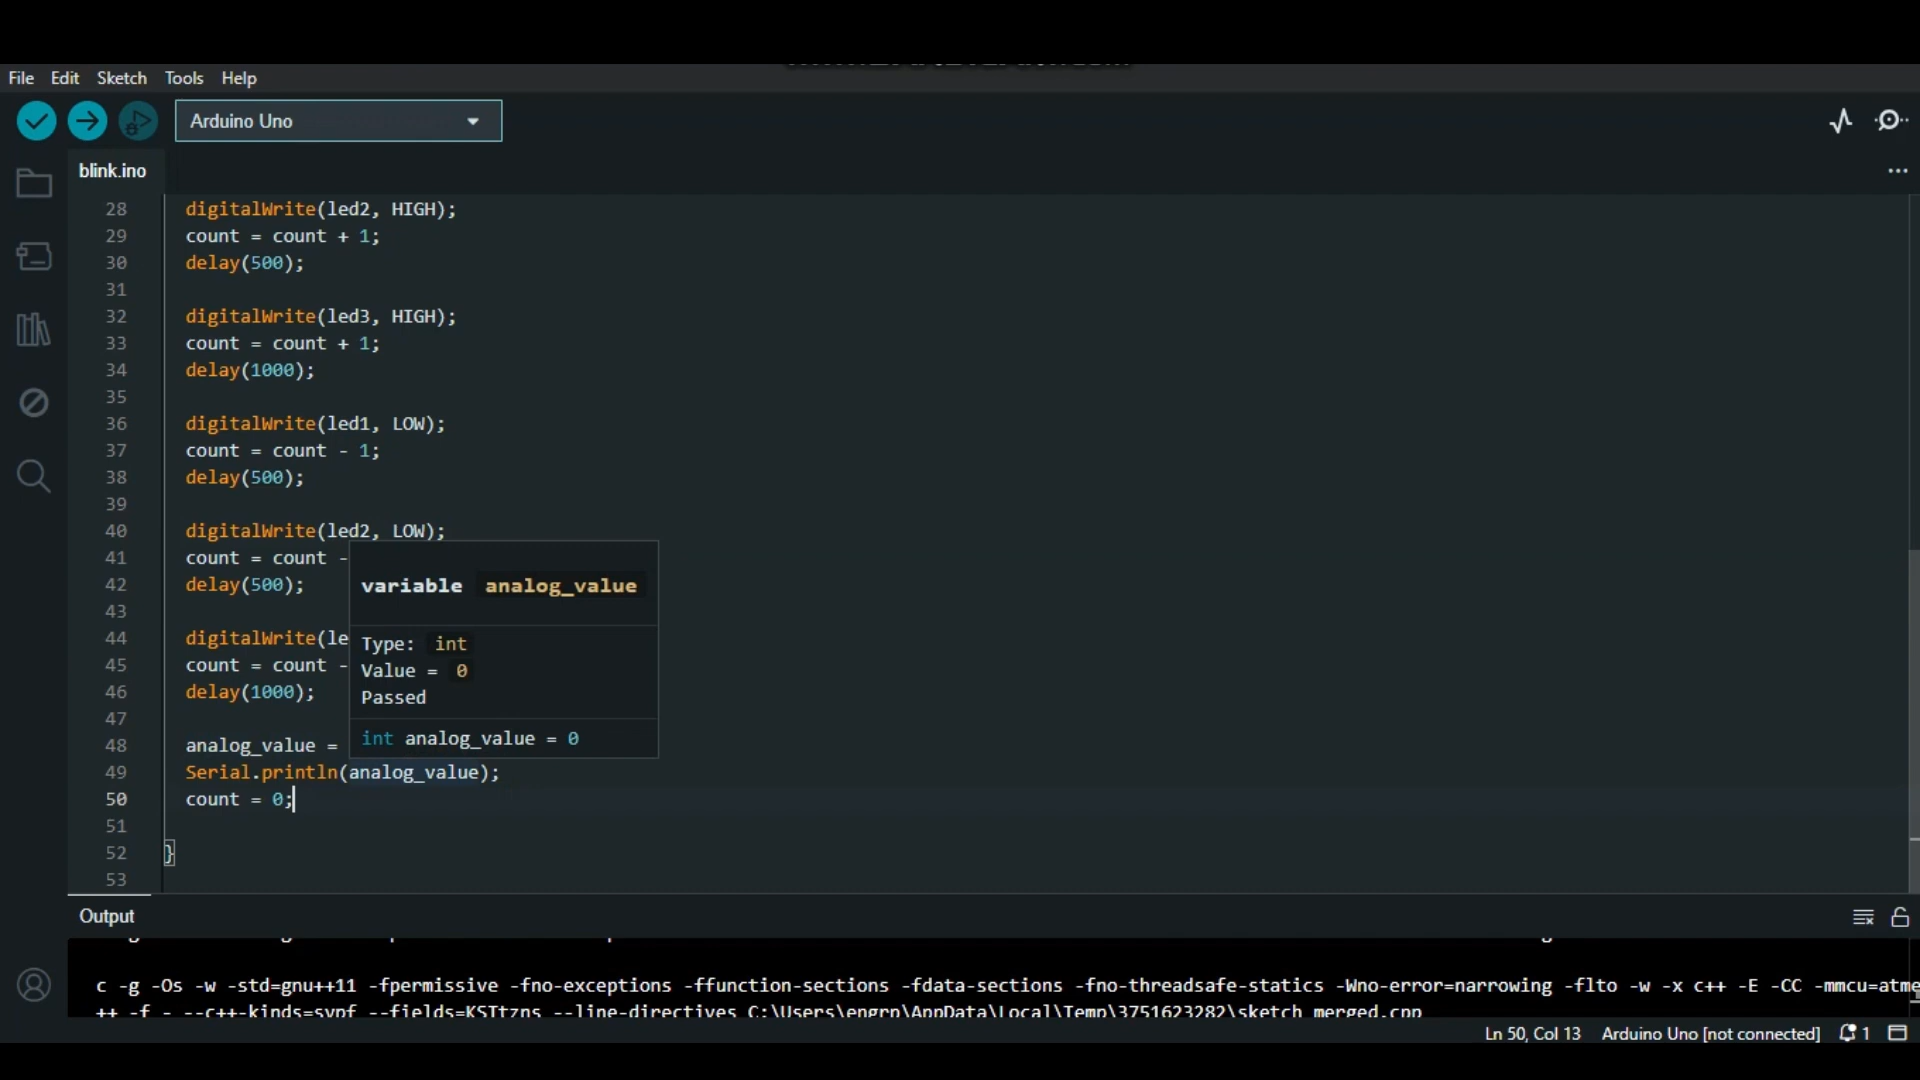 File Edit Sketch Tools Help
Arduino Uno
blink.ino
28 digitalWrite(led2, HIGH);
29 count = count + 1;
30 delay(500);
31
32 digitalWrite(led3, HIGH);
33 count = count + 1;
34 delay(1000);
35
36 digitalWrite(led1, LOW);
37 count = count - 1;
38 delay(500);
39
40 digitalWrite(led2, LOW);
41 count = count -
42 delay(500);
43
44 digitalWrite(le
45 count = count -
46 delay(1000);
47
48 analog_value =
variable analog_value
Type: int
Value = 0
Passed
int analog_value = 0
49 Serial.println(analog_value);
50 count = 0;
51
52 }
53
Output
c -g -Os -w -std=gnu++11 -fpermissive -fno-exceptions -ffunction-sections -fdata-sections -fno-threadsafe-statics -Wno-error=narrowing -flto -w -x c++ -E -CC -mmcu=atme
++ -f - --c++-kinds=svpf --fields=KSTtzns --line-directives C:\Users\engrp\AppData\Local\Temp\3751623282\sketch_merged.cpp
Ln 50, Col 13 Arduino Uno [not connected] 1